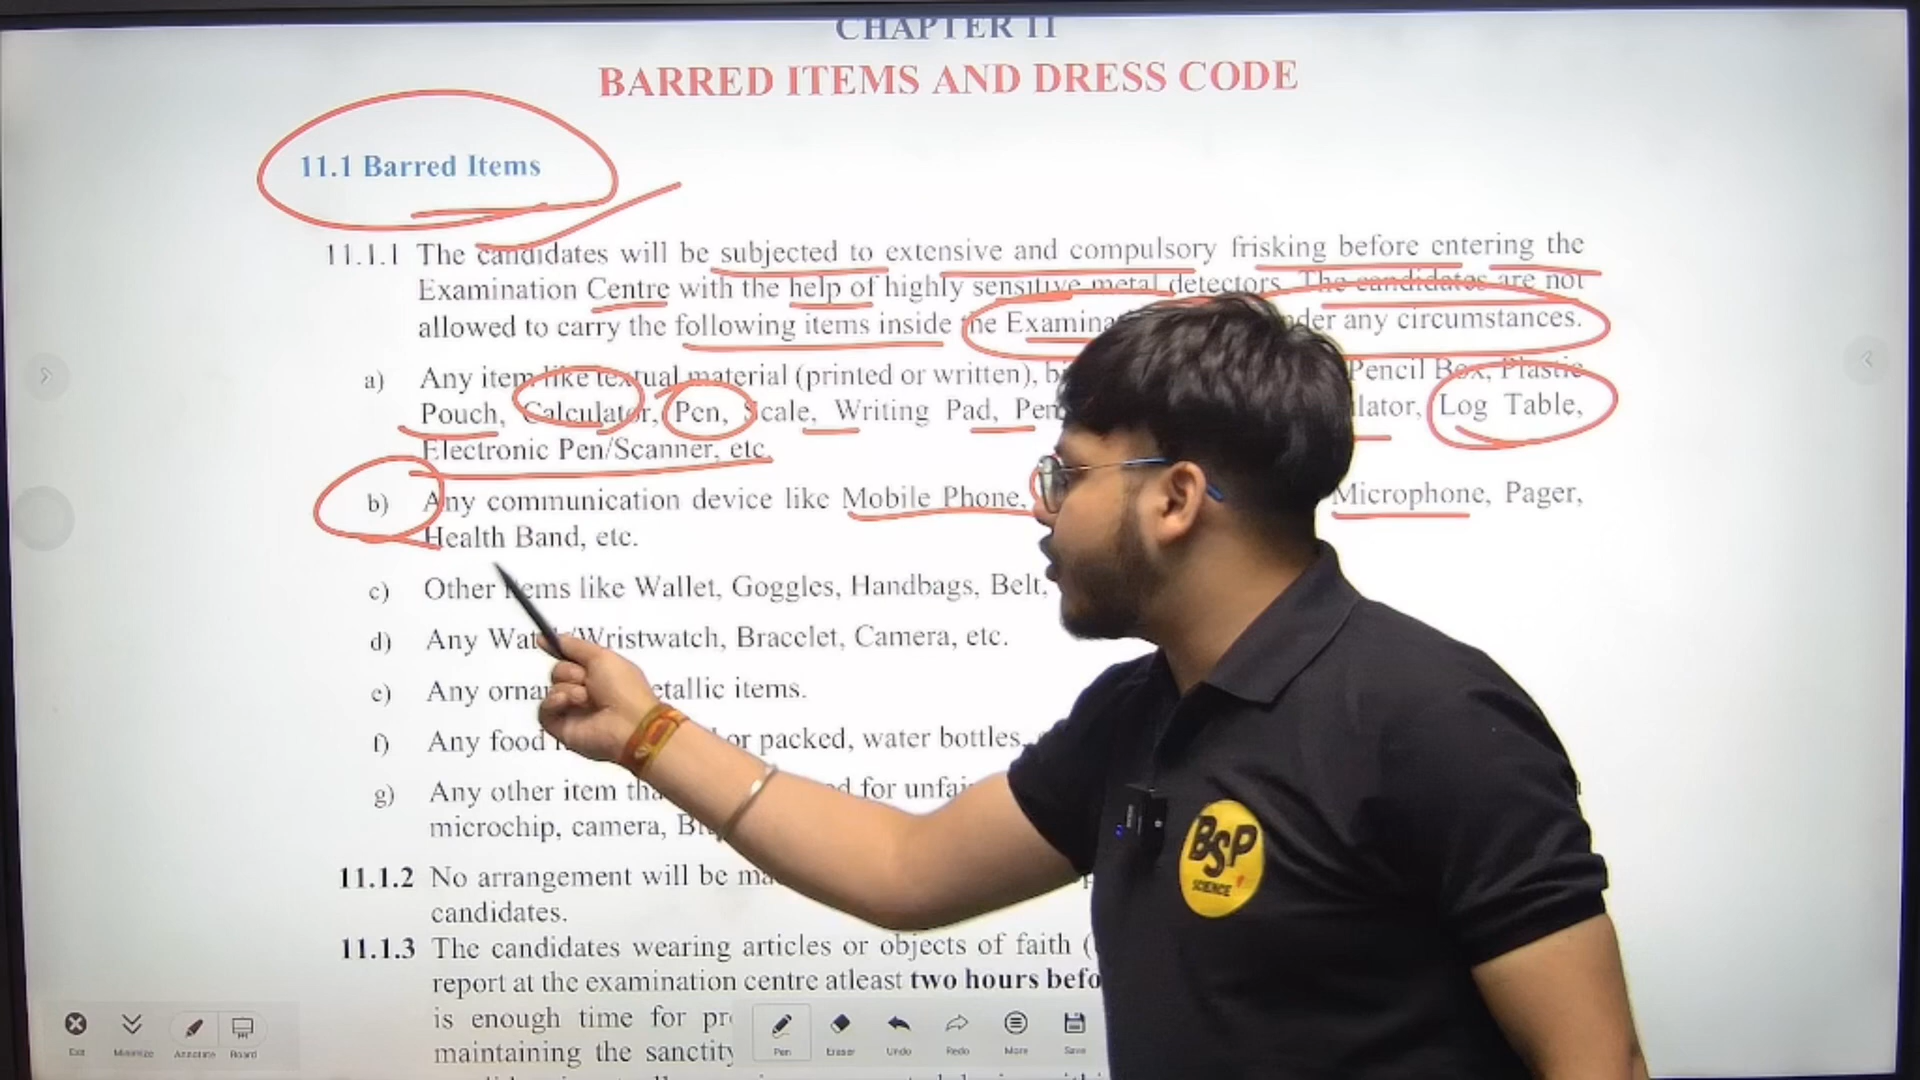 CHAPTER 11
BARRED ITEMS AND DRESS CODE
11.1 Barred Items
11.1.1 The candidates will be subjected to extensive and compulsory frisking before entering the
Examination Centre with the help of highly sensitive metal detectors. The candidates are not
allowed to carry the following items inside the under any circumstances.
a) Any item like textual material (printed or written), Pencil Box, Plastic
Pouch, Calculator, Pen, Scale, Writing Pad, Log Table,
Electronic Pen/Scanner, etc.
b) Any communication device like Mobile Phone, Microphone, Pager,
Health Band, etc.
c) Other items like Wallet, Goggles, Handbags, Belt,
d) Any Watch/Wristwatch, Bracelet, Camera, etc.
e) Any items.
f) Any food or packed, water bottles,
g) Any other item for
microchip, camera,
11.1.2 No arrangement will be
candidates.
11.1.3 The candidates wearing articles or objects of faith
report at the examination centre atleast two hours
is enough time for
maintaining the sanctity
Exit Minimize Annotate Board Pen Eraser Undo Redo More Save
BSP
SCIENCE